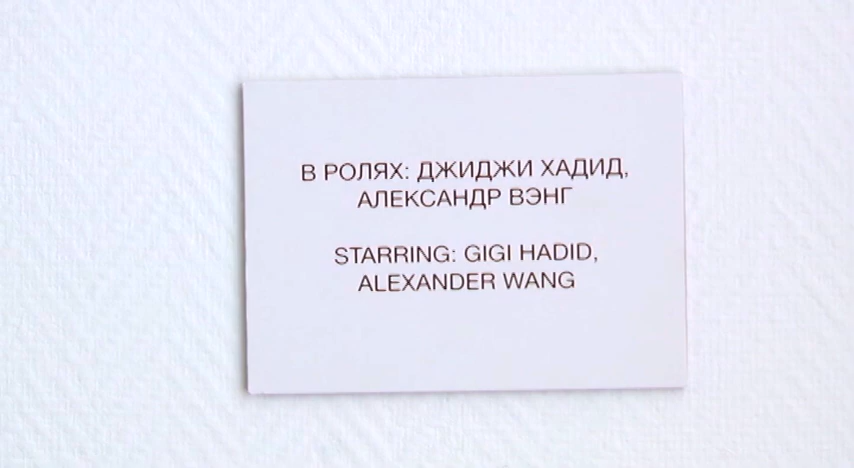 В РОЛЯХ: ДЖИДЖИ ХАДИД,
АЛЕКСАНДР ВЭНГ
STARRING: GIGI HADID,
ALEXANDER WANG